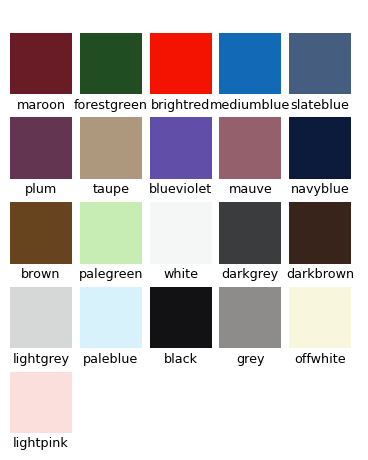 maroon forestgreen brightred mediumblue slateblue
plum taupe blueviolet mauve navyblue
brown palegreen white darkgrey darkbrown
lightgrey paleblue black grey offwhite
lightpink